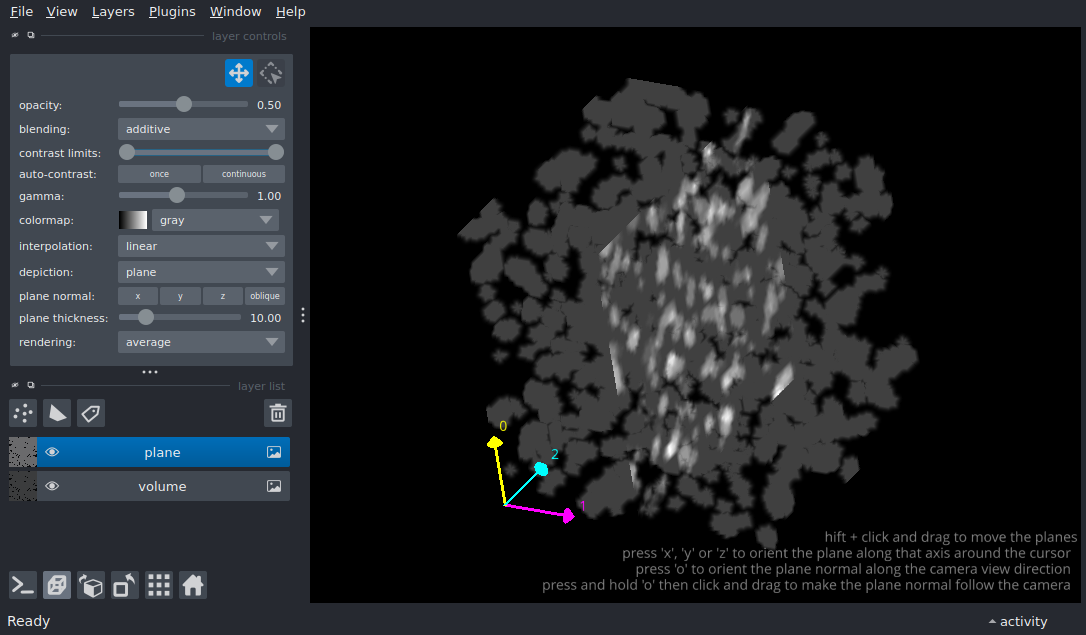 File View Layers Plugins Window Help
layer controls
opacity: 0.50
blending: additive
contrast limits:
auto-contrast: once continuous
gamma: 1.00
colormap: gray
interpolation: linear
depiction: plane
plane normal: x y z oblique
plane thickness: 10.00
rendering: average
layer list
plane
volume
0
2
1
hift + click and drag to move the planes
press 'x', 'y' or 'z' to orient the plane along that axis around the cursor
press 'o' to orient the plane normal along the camera view direction
press and hold 'o' then click and drag to make the plane normal follow the camera
Ready
activity